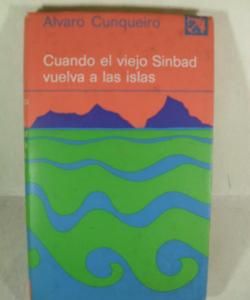 Alvaro Cunqueiro
Cuando el viejo Sinbad
vuelva a las islas